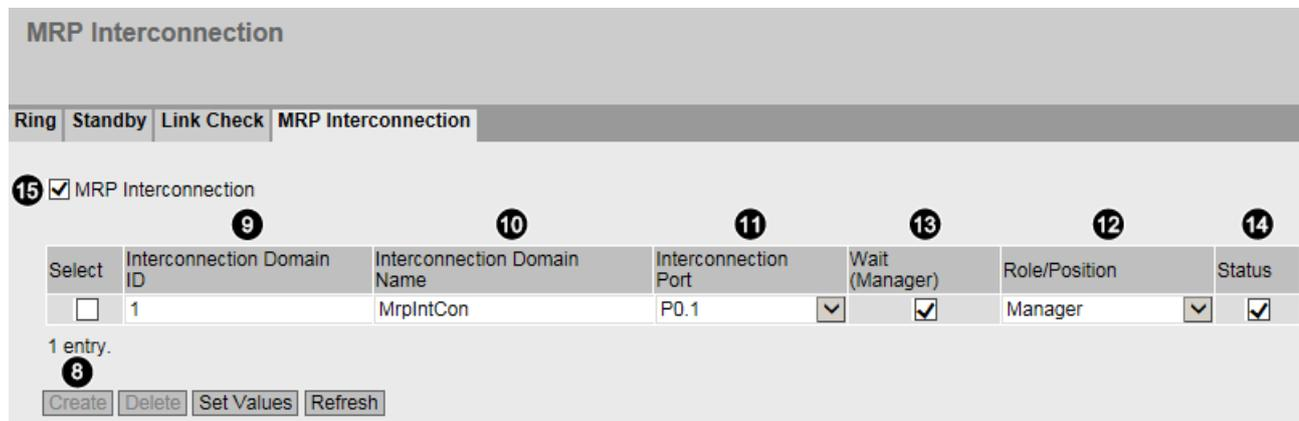 MRP Interconnection
Ring Standby Link Check MRP Interconnection
15 MRP Interconnection
9 10 11 13 12 14
Select Interconnection Domain ID Interconnection Domain Name Interconnection Port Wait (Manager) Role/Position Status
1 MrpIntCon P0.1 Manager
1 entry.
8
Create Delete Set Values Refresh